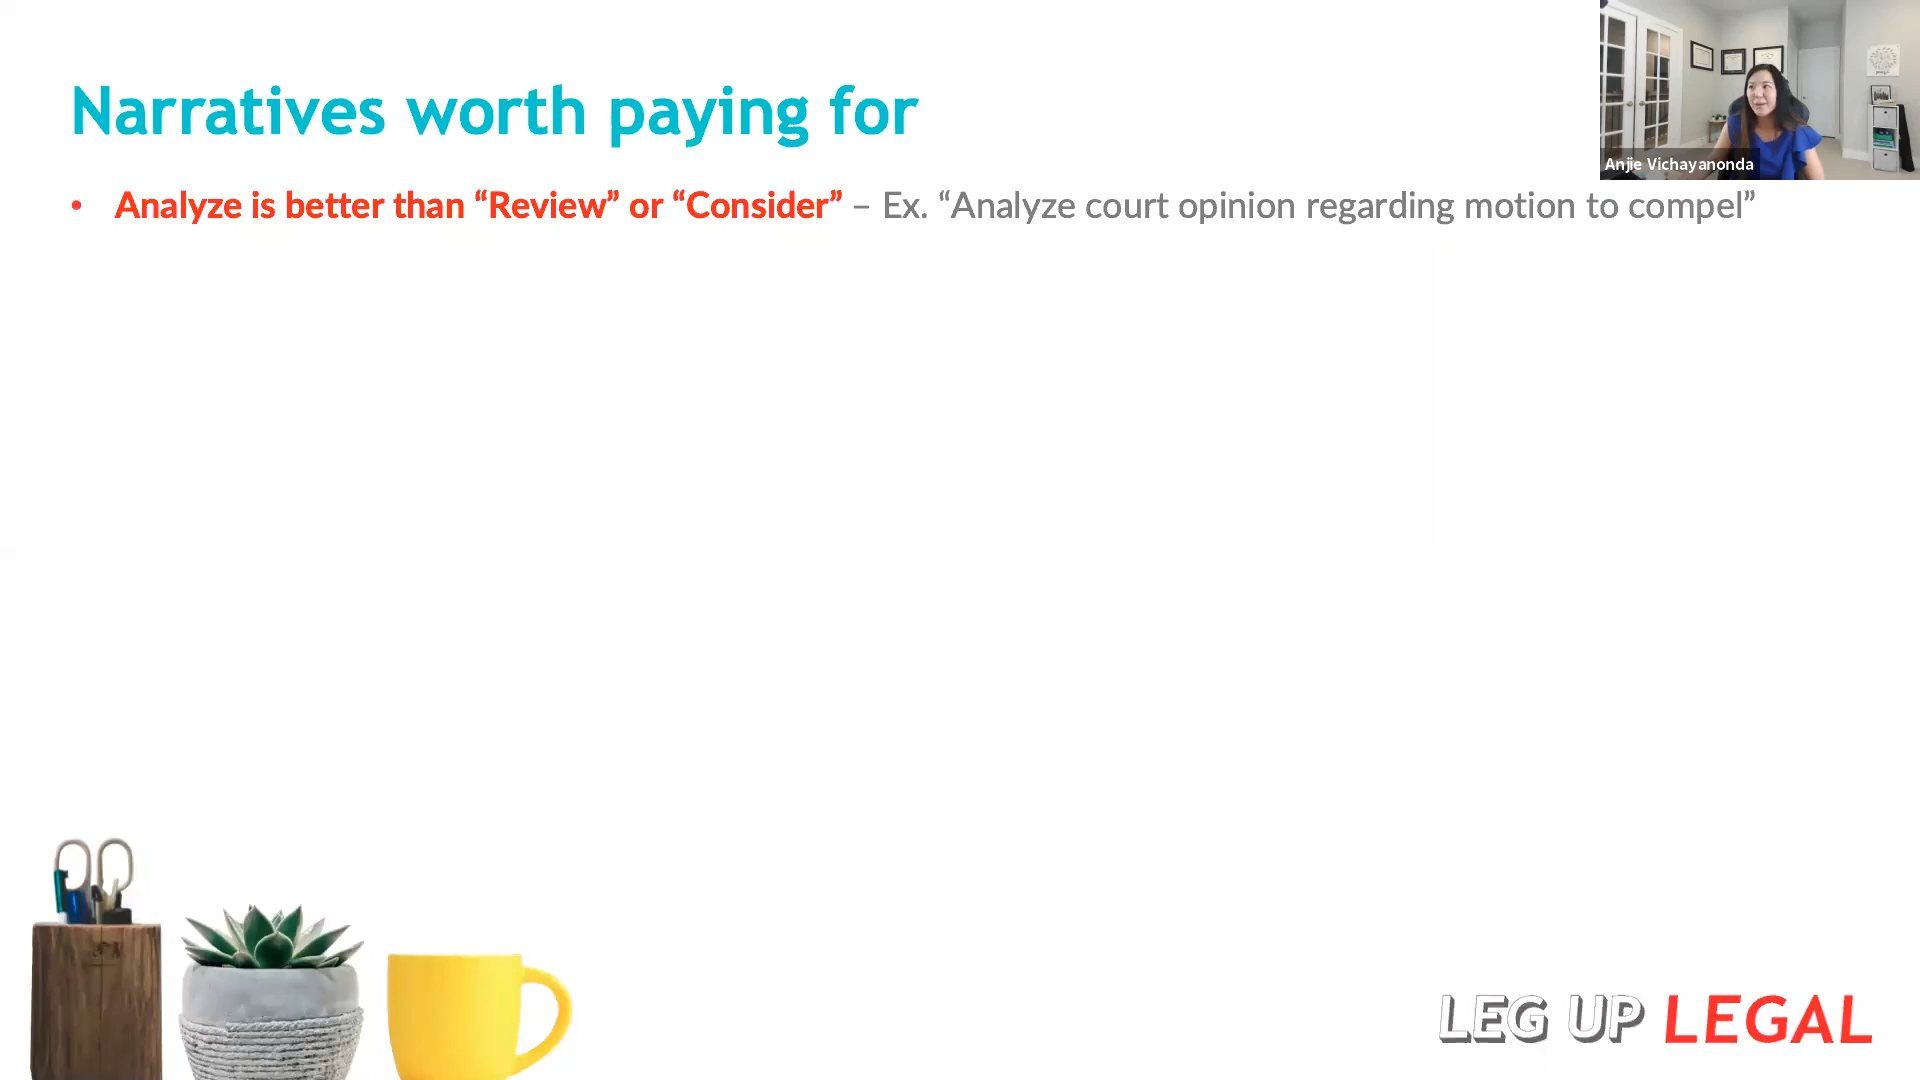 Narratives worth paying for
Anjie Vichayanonda
• Analyze is better than “Review” or “Consider” – Ex. “Analyze court opinion regarding motion to compel”
LEG UP LEGAL